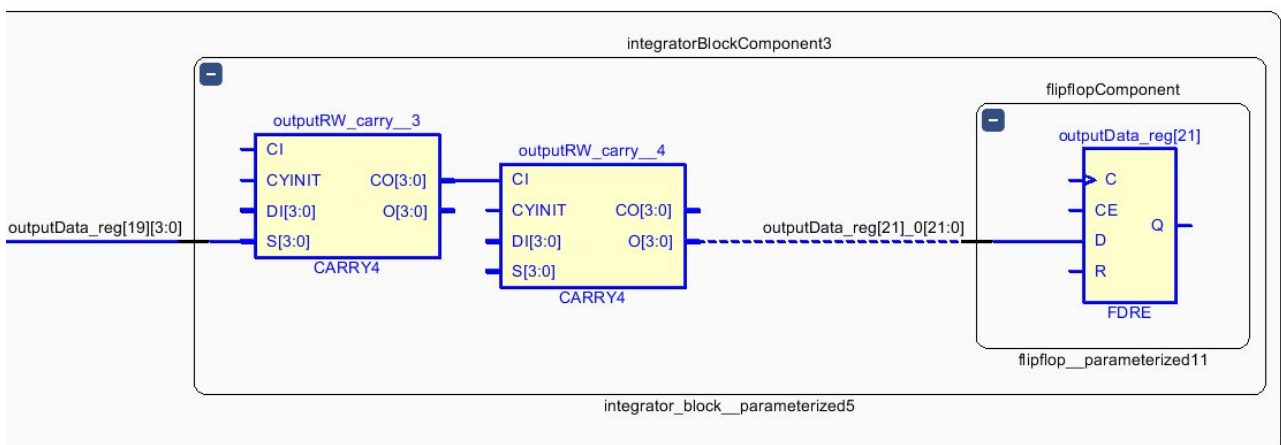 integratorBlockComponent3
flipflopComponent
outputRW_carry__3
outputData_reg[21]
outputRW_carry__4
CI
CYINIT
CO[3:0]
DI[3:0]
O[3:0]
S[3:0]
CARRY4
CI
CYINIT
CO[3:0]
DI[3:0]
O[3:0]
S[3:0]
CARRY4
C
CE
D
Q
R
FDRE
outputData_reg[19][3:0]
outputData_reg[21]_0[21:0]
flipflop__parameterized11
integrator_block__parameterized5